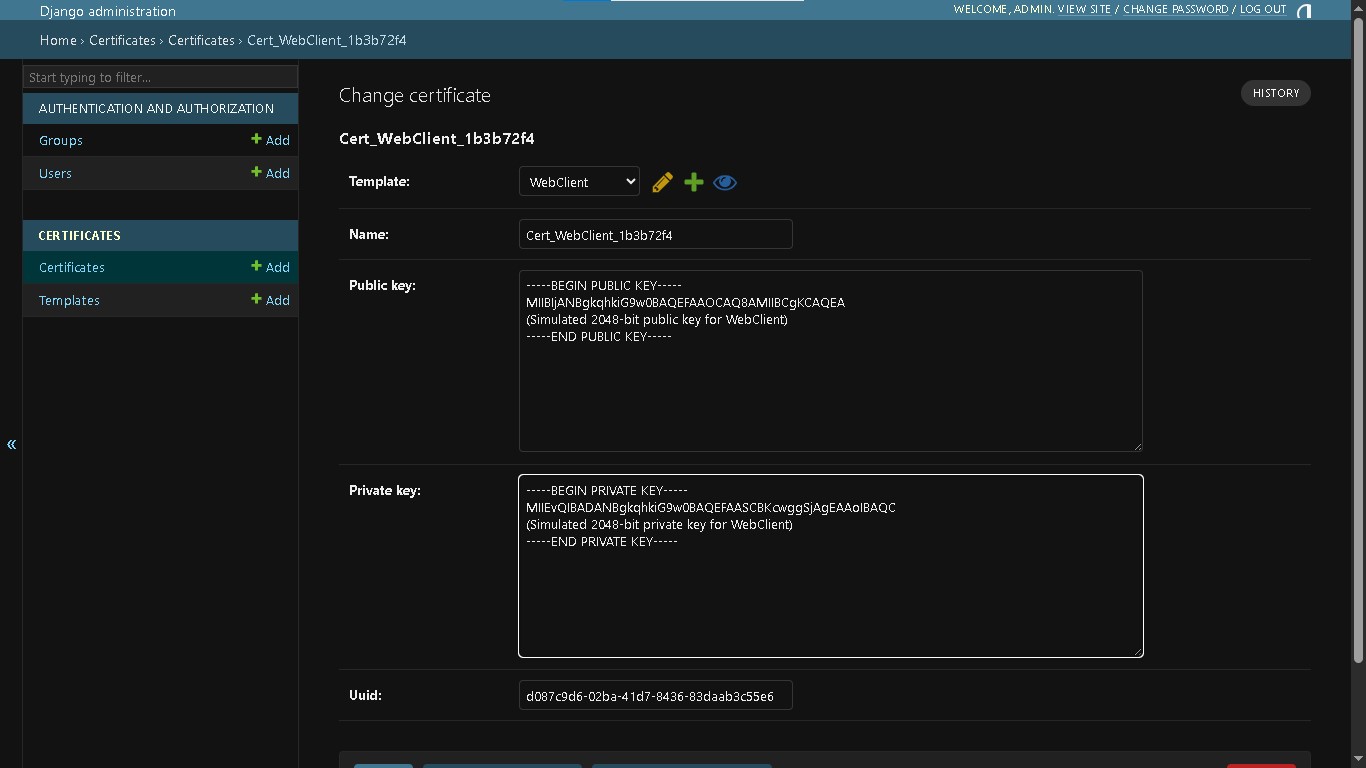 Django administration
WELCOME, ADMIN. VIEW SITE / CHANGE PASSWORD / LOG OUT
Home › Certificates › Certificates › Cert_WebClient_1b3b72f4
Start typing to filter...
AUTHENTICATION AND AUTHORIZATION
Groups + Add
Users + Add
CERTIFICATES
Certificates + Add
Templates + Add
«
Change certificate
HISTORY
Cert_WebClient_1b3b72f4
Template: WebClient
Name: Cert_WebClient_1b3b72f4
Public key:
-----BEGIN PUBLIC KEY-----
MIIBIjANBgkqhkiG9w0BAQEFAAOCAQ8AMIIBCgKCAQEA
(Simulated 2048-bit public key for WebClient)
-----END PUBLIC KEY-----
Private key:
-----BEGIN PRIVATE KEY-----
MIIEvQIBADANBgkqhkiG9w0BAQEFAASCBKcwggSjAgEAAoIBAQC
(Simulated 2048-bit private key for WebClient)
-----END PRIVATE KEY-----
Uuid: d087c9d6-02ba-41d7-8436-83daab3c55e6